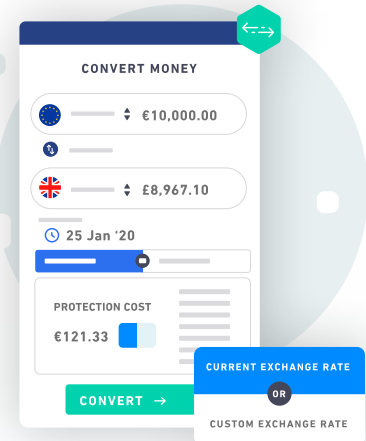 CONVERT MONEY
€10,000.00
£8,967.10
25 Jan '20
PROTECTION COST
€121.33
CONVERT →
CURRENT EXCHANGE RATE
OR
CUSTOM EXCHANGE RATE